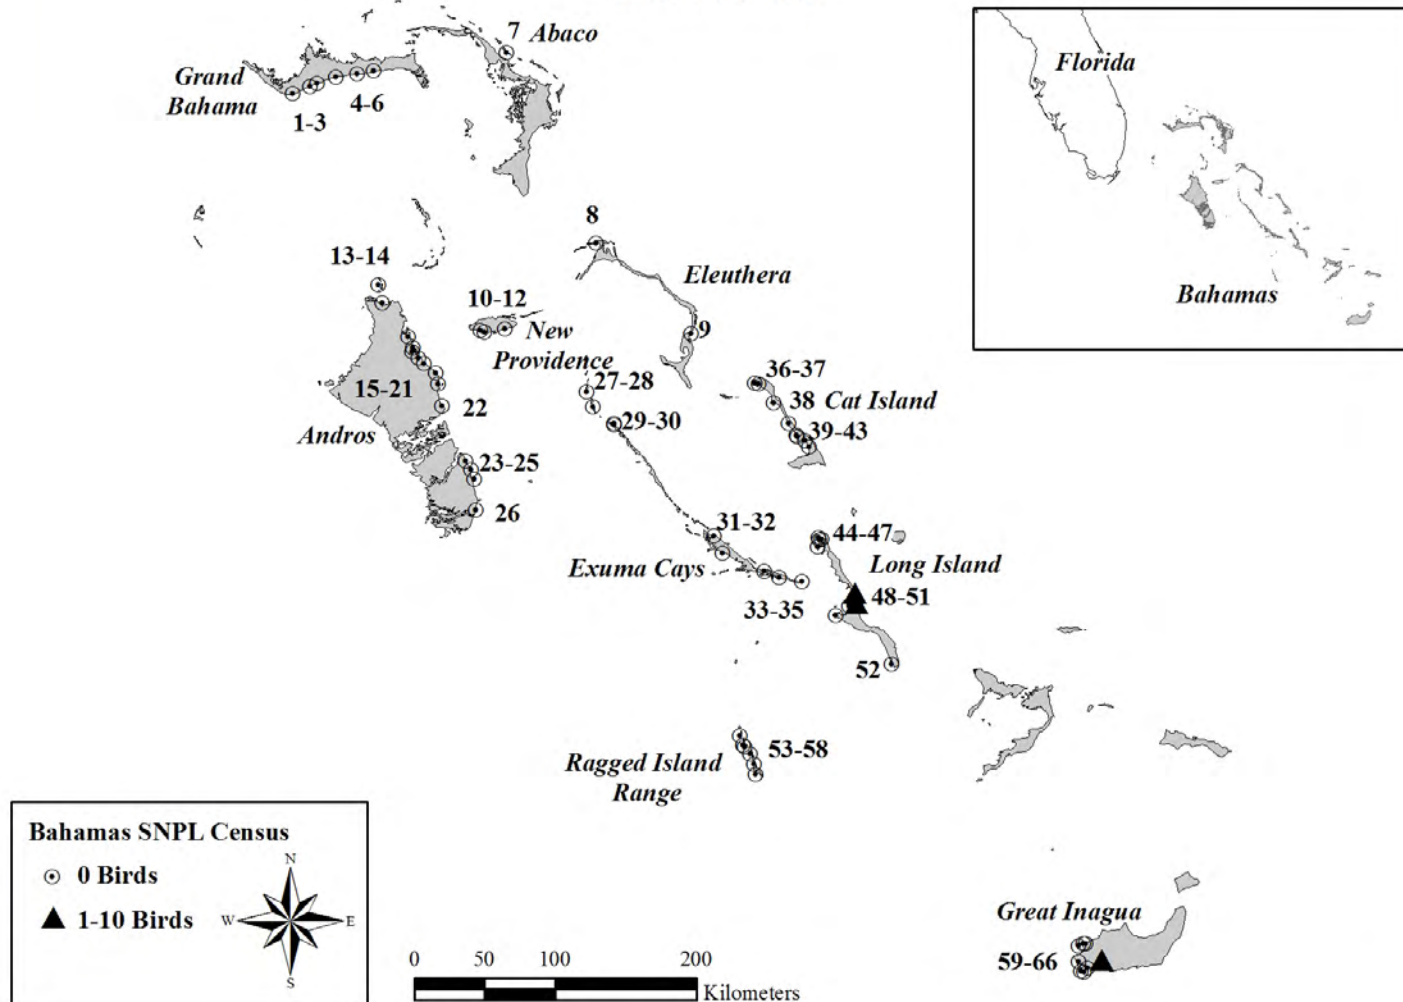 7 Abaco
Grand
Bahama
4-6
1-3
8
13-14
Eleuthera
10-12
New
Providence
9
27-28
36-37
15-21
22
38
Cat Island
29-30
39-43
Andros
23-25
26
31-32
44-47
Exuma Cays
Long Island
33-35
48-51
52
Ragged Island
Range
53-58
Great Inagua
59-66
Florida
Bahamas
Bahamas SNPL Census
0 Birds
1-10 Birds
N
W E
S
0 50 100 200
Kilometers